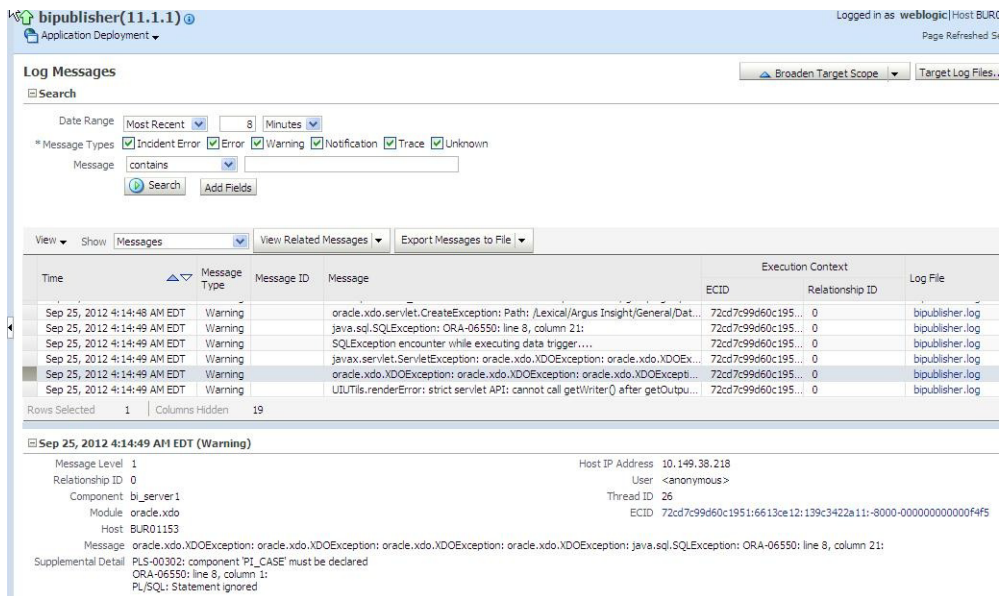 bipublisher(11.1.1)
Logged in as weblogic|Host BUR0
Application Deployment
Page Refreshed Se
Log Messages
Broaden Target Scope
Target Log Files..
Search
Date Range Most Recent 8 Minutes
* Message Types Incident Error Error Warning Notification Trace Unknown
Message contains
Search Add Fields
View Show Messages View Related Messages Export Messages to File
Time Message Type Message ID Message Execution Context Log File
ECID Relationship ID
Sep 25, 2012 4:14:48 AM EDT Warning oracle.xdo.servlet.CreateException: Path: /Lexical/Argus Insight/General/Dat... 72cd7c99d60c195... 0 bipublisher.log
Sep 25, 2012 4:14:49 AM EDT Warning java.sql.SQLException: ORA-06550: line 8, column 21: 72cd7c99d60c195... 0 bipublisher.log
Sep 25, 2012 4:14:49 AM EDT Warning SQLException encounter while executing data trigger.... 72cd7c99d60c195... 0 bipublisher.log
Sep 25, 2012 4:14:49 AM EDT Warning javax.servlet.ServletException: oracle.xdo.XDOException: oracle.xdo.XDOEx... 72cd7c99d60c195... 0 bipublisher.log
Sep 25, 2012 4:14:49 AM EDT Warning oracle.xdo.XDOException: oracle.xdo.XDOException: oracle.xdo.XDOExcepti... 72cd7c99d60c195... 0 bipublisher.log
Sep 25, 2012 4:14:49 AM EDT Warning UIUTils.renderError: strict servlet API: cannot call getWriter() after getOutpu... 72cd7c99d60c195... 0 bipublisher.log
Rows Selected 1 Columns Hidden 19
Sep 25, 2012 4:14:49 AM EDT (Warning)
Message Level 1 Host IP Address 10.149.38.218
Relationship ID 0 User <anonymous>
Component bi_server1 Thread ID 26
Module oracle.xdo ECID 72cd7c99d60c1951:6613ce12:139c3422a11:-8000-000000000000f4f5
Host BUR01153
Message oracle.xdo.XDOException: oracle.xdo.XDOException: oracle.xdo.XDOException: oracle.xdo.XDOException: java.sql.SQLException: ORA-06550: line 8, column 21:
Supplemental Detail PLS-00302: component 'PI_CASE' must be declared
ORA-06550: line 8, column 1:
PL/SQL: Statement ignored